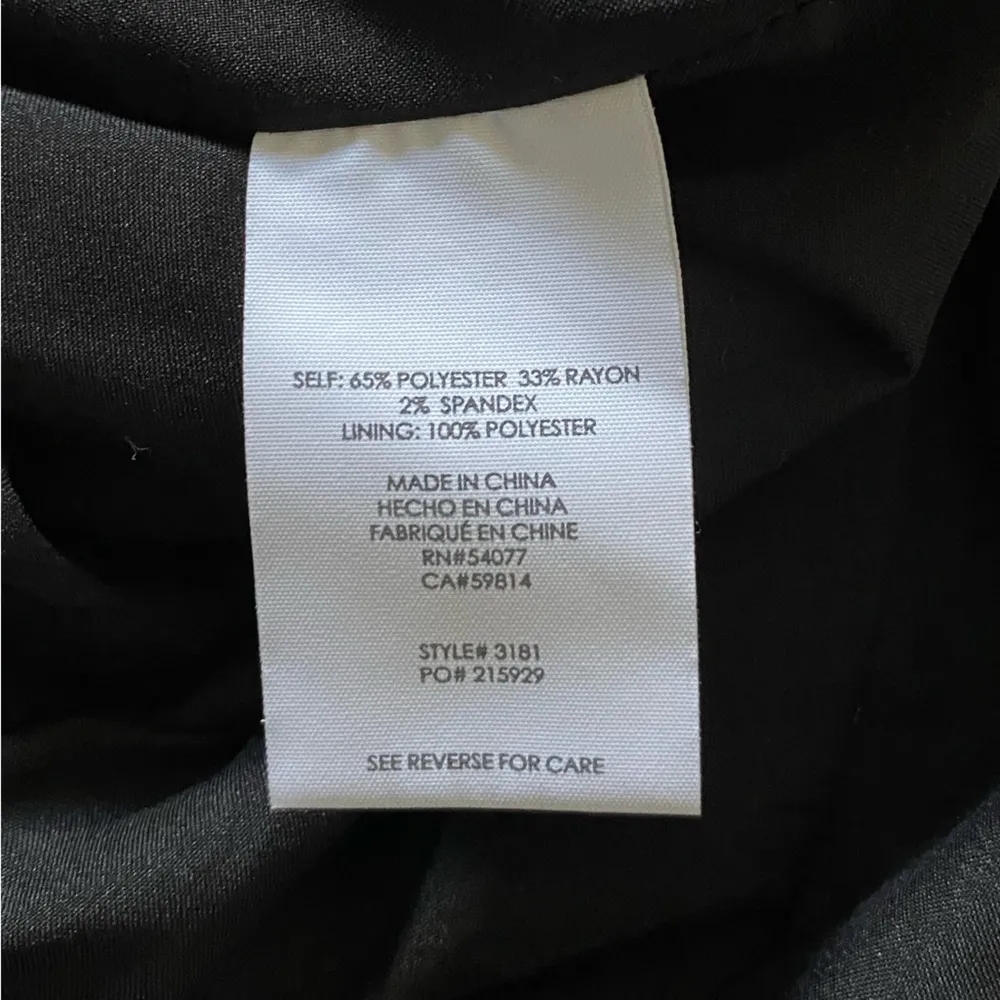 SELF: 65% POLYESTER 33% RAYON
2% SPANDEX
LINING: 100% POLYESTER
MADE IN CHINA
HECHO EN CHINA
FABRIQUÉ EN CHINE
RN#54077
CA#59814
STYLE# 3181
PO# 215929
SEE REVERSE FOR CARE